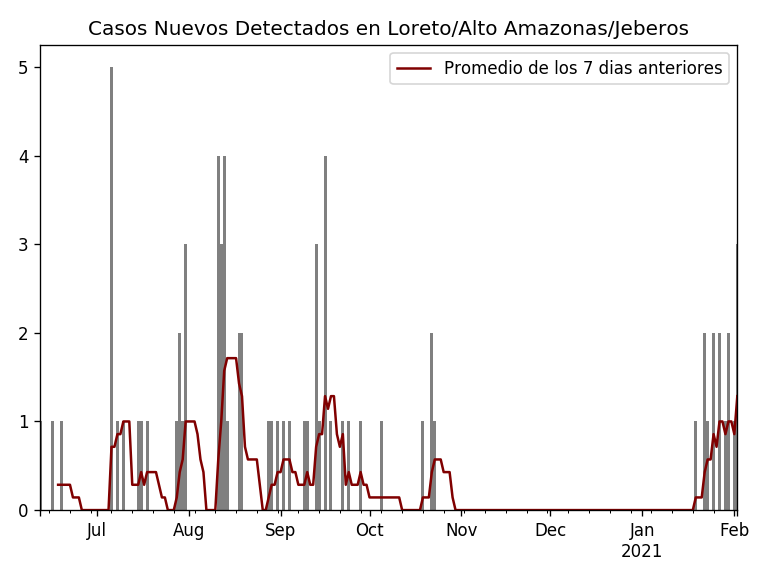 Casos Nuevos Detectados en Loreto/Alto Amazonas/Jeberos
Promedio de los 7 dias anteriores
5
4
3
2
1
0
Jul Aug Sep Oct Nov Dec Jan Feb
2021